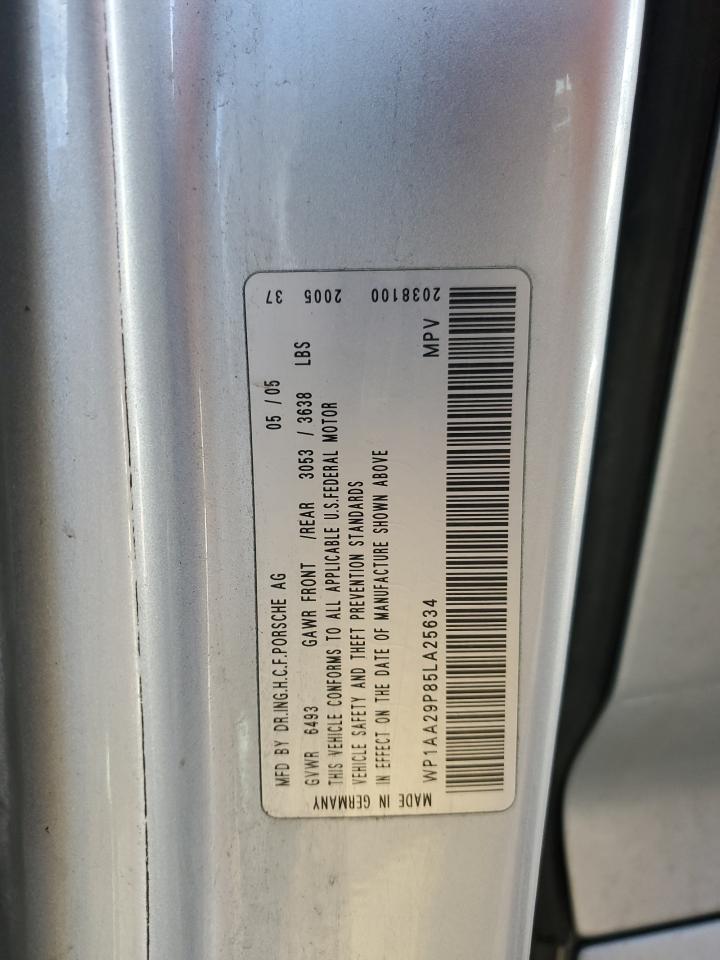 MFD BY DR.ING.H.C.F.PORSCHE AG 05 / 05
GVWR 6493 GAWR FRONT /REAR 3053 / 3638 LBS
THIS VEHICLE CONFORMS TO ALL APPLICABLE U.S.FEDERAL MOTOR
VEHICLE SAFETY AND THEFT PREVENTION STANDARDS
IN EFFECT ON THE DATE OF MANUFACTURE SHOWN ABOVE
WP1AA29P85LA25634 MPV
MADE IN GERMANY
37
2005
2038100